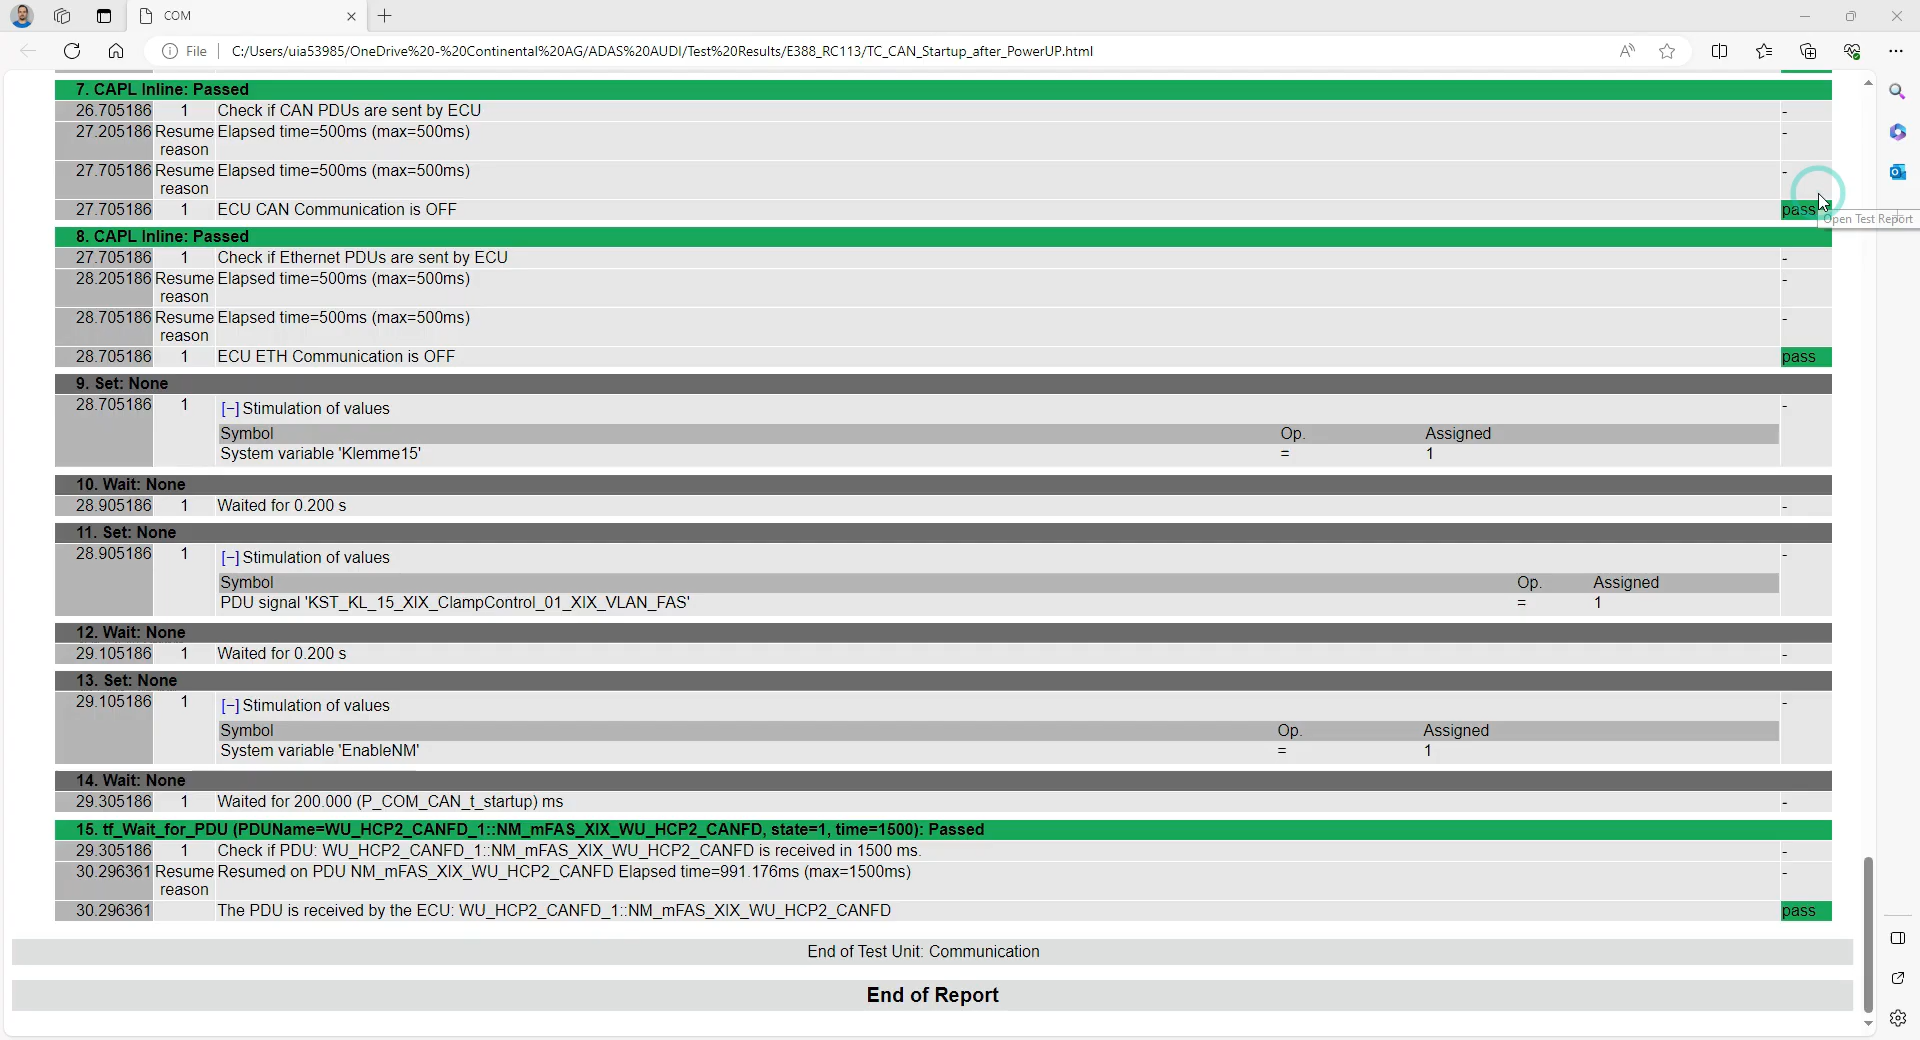 COM
File
C:/Users/uia53985/OneDrive%20-%20Continental%20AG/ADAS%20AUDI/Test%20Results/E388_RC113/TC_CAN_Startup_after_PowerUP.html
7. CAPL Inline: Passed
26.705186 1 Check if CAN PDUs are sent by ECU -
27.205186 Resume reason Elapsed time=500ms (max=500ms) -
27.705186 Resume reason Elapsed time=500ms (max=500ms) -
27.705186 1 ECU CAN Communication is OFF pass
Open Test Report
8. CAPL Inline: Passed
27.705186 1 Check if Ethernet PDUs are sent by ECU -
28.205186 Resume reason Elapsed time=500ms (max=500ms) -
28.705186 Resume reason Elapsed time=500ms (max=500ms) -
28.705186 1 ECU ETH Communication is OFF pass
9. Set: None
28.705186 1 [−] Stimulation of values -
Symbol Op. Assigned
System variable 'Klemme15' = 1
10. Wait: None
28.905186 1 Waited for 0.200 s -
11. Set: None
28.905186 1 [−] Stimulation of values -
Symbol Op. Assigned
PDU signal 'KST_KL_15_XIX_ClampControl_01_XIX_VLAN_FAS' = 1
12. Wait: None
29.105186 1 Waited for 0.200 s -
13. Set: None
29.105186 1 [−] Stimulation of values -
Symbol Op. Assigned
System variable 'EnableNM' = 1
14. Wait: None
29.305186 1 Waited for 200.000 (P_COM_CAN_t_startup) ms -
15. tf_Wait_for_PDU (PDUName=WU_HCP2_CANFD_1::NM_mFAS_XIX_WU_HCP2_CANFD, state=1, time=1500): Passed
29.305186 1 Check if PDU: WU_HCP2_CANFD_1::NM_mFAS_XIX_WU_HCP2_CANFD is received in 1500 ms. -
30.296361 Resume reason Resumed on PDU NM_mFAS_XIX_WU_HCP2_CANFD Elapsed time=991.176ms (max=1500ms) -
30.296361 The PDU is received by the ECU: WU_HCP2_CANFD_1::NM_mFAS_XIX_WU_HCP2_CANFD pass
End of Test Unit: Communication
End of Report